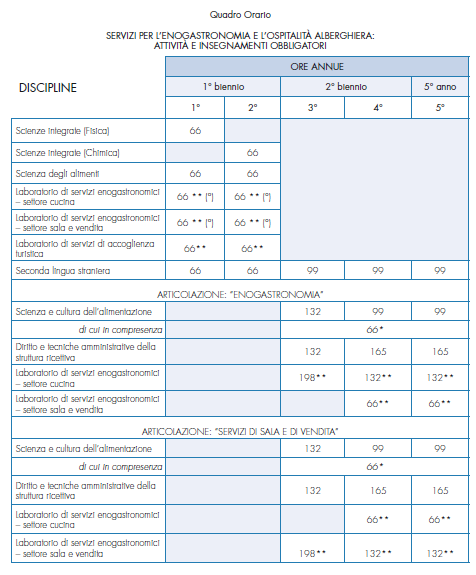 Quadro Orario
SERVIZI PER L'ENOGASTRONOMIA E L'OSPITALITÀ ALBERGHIERA:
ATTIVITÀ E INSEGNAMENTI OBBLIGATORI
DISCIPLINE
ORE ANNUE
1° biennio 2° biennio 5° anno
1° 2° 3° 4° 5°
Scienze integrate (Fisica) 66
Scienze integrate (Chimica) 66
Scienza degli alimenti 66 66
Laboratorio di servizi enogastronomici
– settore cucina 66 ** (°) 66 ** (°)
Laboratorio di servizi enogastronomici
– settore sala e vendita 66 ** (°) 66 ** (°)
Laboratorio di servizi di accoglienza
turistica 66** 66**
Seconda lingua straniera 66 66 99 99 99
ARTICOLAZIONE: "ENOGASTRONOMIA"
Scienza e cultura dell'alimentazione 132 99 99
di cui in compresenza 66*
Diritto e tecniche amministrative della
struttura ricettiva 132 165 165
Laboratorio di servizi enogastronomici
– settore cucina 198** 132** 132**
Laboratorio di servizi enogastronomici
– settore sala e vendita 66** 66**
ARTICOLAZIONE: "SERVIZI DI SALA E DI VENDITA"
Scienza e cultura dell'alimentazione 132 99 99
di cui in compresenza 66*
Diritto e tecniche amministrative della
struttura ricettiva 132 165 165
Laboratorio di servizi enogastronomici
– settore cucina 66** 66**
Laboratorio di servizi enogastronomici
– settore sala e vendita 198** 132** 132**